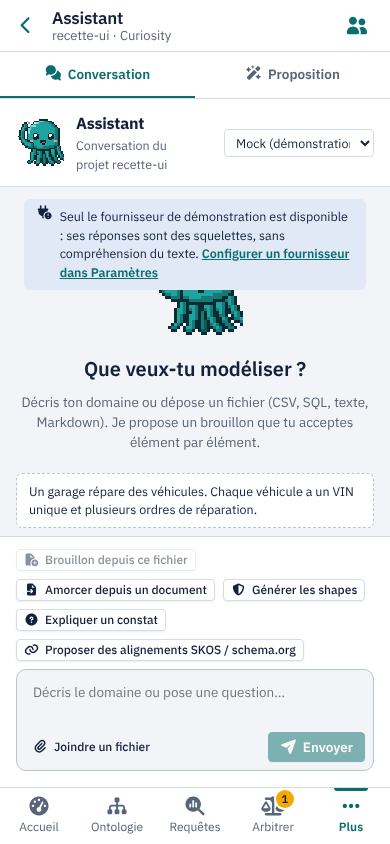 Assistant
recette-ui · Curiosity
Conversation
Proposition
Assistant
Conversation du
projet recette-ui
Mock (démonstration
Seul le fournisseur de démonstration est disponible
: ses réponses sont des squelettes, sans
compréhension du texte. Configurer un fournisseur
dans Paramètres
Que veux-tu modéliser ?
Décris ton domaine ou dépose un fichier (CSV, SQL, texte,
Markdown). Je propose un brouillon que tu acceptes
élément par élément.
Un garage répare des véhicules. Chaque véhicule a un VIN
unique et plusieurs ordres de réparation.
Brouillon depuis ce fichier
Amorcer depuis un document
Générer les shapes
Expliquer un constat
Proposer des alignements SKOS / schema.org
Décris le domaine ou pose une question...
Joindre un fichier
Envoyer
1
Accueil
Ontologie
Requêtes
Arbitrer
Plus